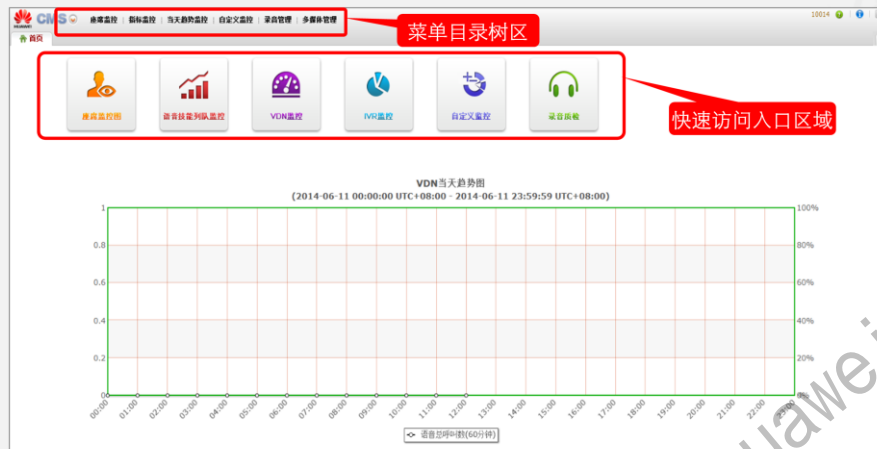 HUAWEI CMS 座席监控 | 指标监控 | 当天趋势监控 | 自定义监控 | 录音管理 | 多媒体管理
10014
菜单目录树区
首页
座席监控图 语音技能列队监控 VDN监控 IVR监控 自定义监控 录音质检
快速访问入口区域
VDN当天趋势图
(2014-06-11 00:00:00 UTC+08:00 - 2014-06-11 23:59:59 UTC+08:00)
1 100%
0.8 80%
0.6 60%
0.4 40%
0.2 20%
0 0%
00:00 01:00 02:00 03:00 04:00 05:00 06:00 07:00 08:00 09:00 10:00 11:00 12:00 13:00 14:00 15:00 16:00 17:00 18:00 19:00 20:00 21:00 22:00 23:00
语音总呼叫数(60分钟)
uawei